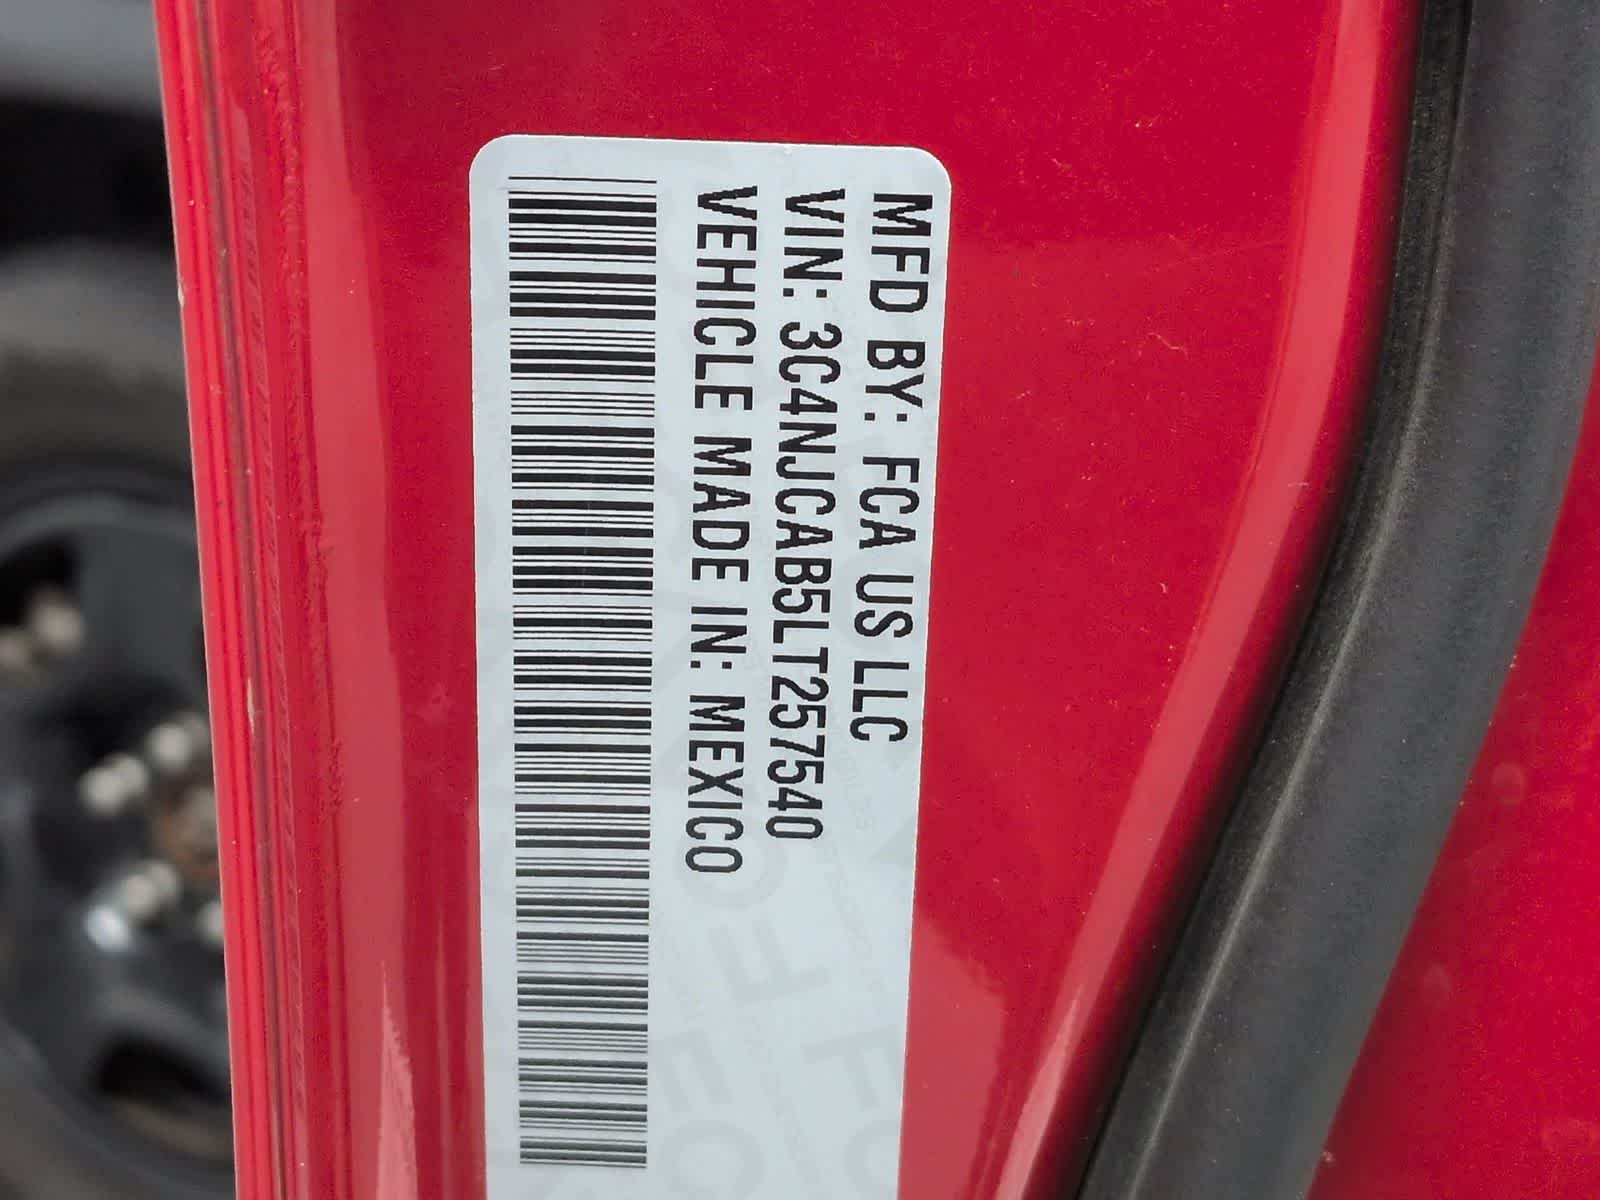 MFD BY: FCA US LLC
VIN: 3C4NJCAB5LT257540
VEHICLE MADE IN: MEXICO